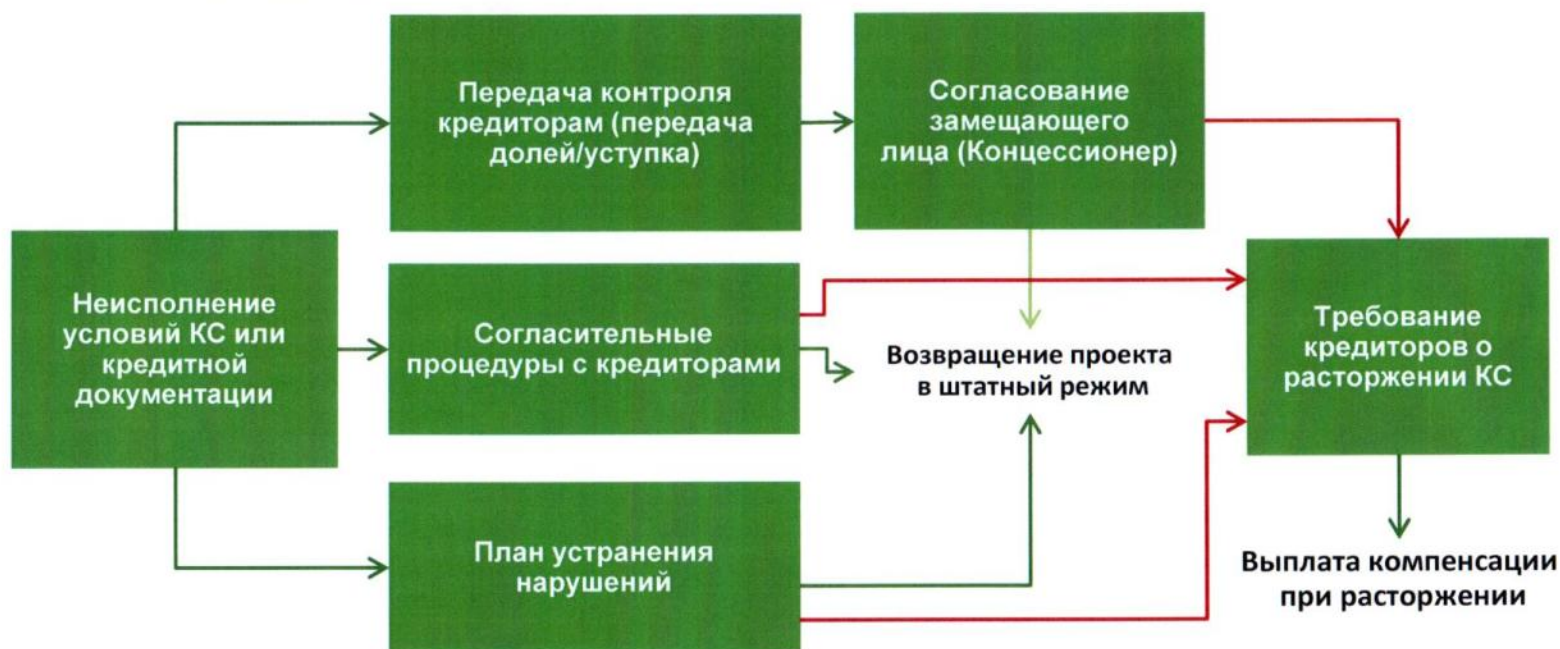 Передача контроля
кредиторам (передача
долей/уступка)
Согласование
замещающего
лица (Концессионер)
Неисполнение
условий КС или
кредитной
документации
Согласительные
процедуры с кредиторами
Возвращение проекта
в штатный режим
Требование
кредиторов о
расторжении КС
План устранения
нарушений
Выплата компенсации
при расторжении